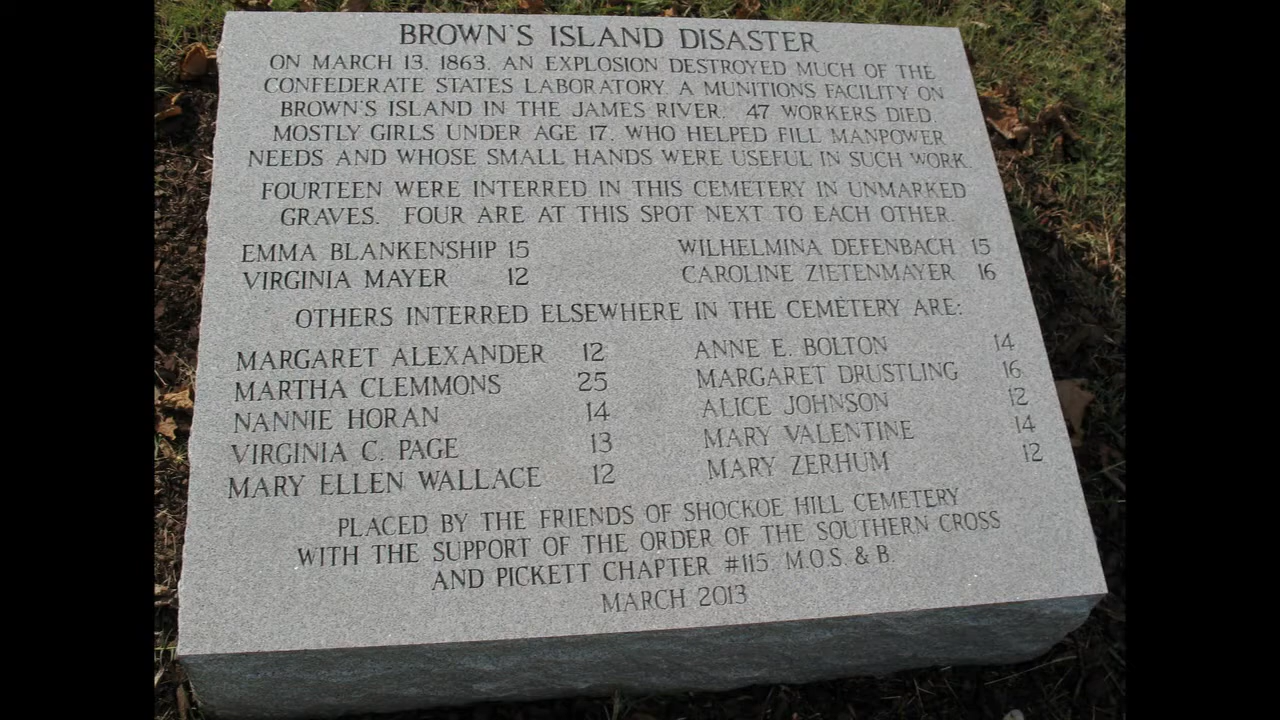 BROWN'S ISLAND DISASTER
ON MARCH 13, 1863, AN EXPLOSION DESTROYED MUCH OF THE
CONFEDERATE STATES LABORATORY, A MUNITIONS FACILITY ON
BROWN'S ISLAND IN THE JAMES RIVER. 47 WORKERS DIED,
MOSTLY GIRLS UNDER AGE 17, WHO HELPED FILL MANPOWER
NEEDS AND WHOSE SMALL HANDS WERE USEFUL IN SUCH WORK.
FOURTEEN WERE INTERRED IN THIS CEMETERY IN UNMARKED
GRAVES. FOUR ARE AT THIS SPOT NEXT TO EACH OTHER.
EMMA BLANKENSHIP 15 WILHELMINA DEFENBACH 15
VIRGINIA MAYER 12 CAROLINE ZIETENMAYER 16
OTHERS INTERRED ELSEWHERE IN THE CEMETERY ARE:
MARGARET ALEXANDER 12 ANNE E. BOLTON 14
MARTHA CLEMMONS 25 MARGARET DRUSTLING 16
NANNIE HORAN 14 ALICE JOHNSON 12
VIRGINIA C. PAGE 13 MARY VALENTINE 14
MARY ELLEN WALLACE 12 MARY ZERHUM 12
PLACED BY THE FRIENDS OF SHOCKOE HILL CEMETERY
WITH THE SUPPORT OF THE ORDER OF THE SOUTHERN CROSS
AND PICKETT CHAPTER #115, M.O.S. & B.
MARCH 2013